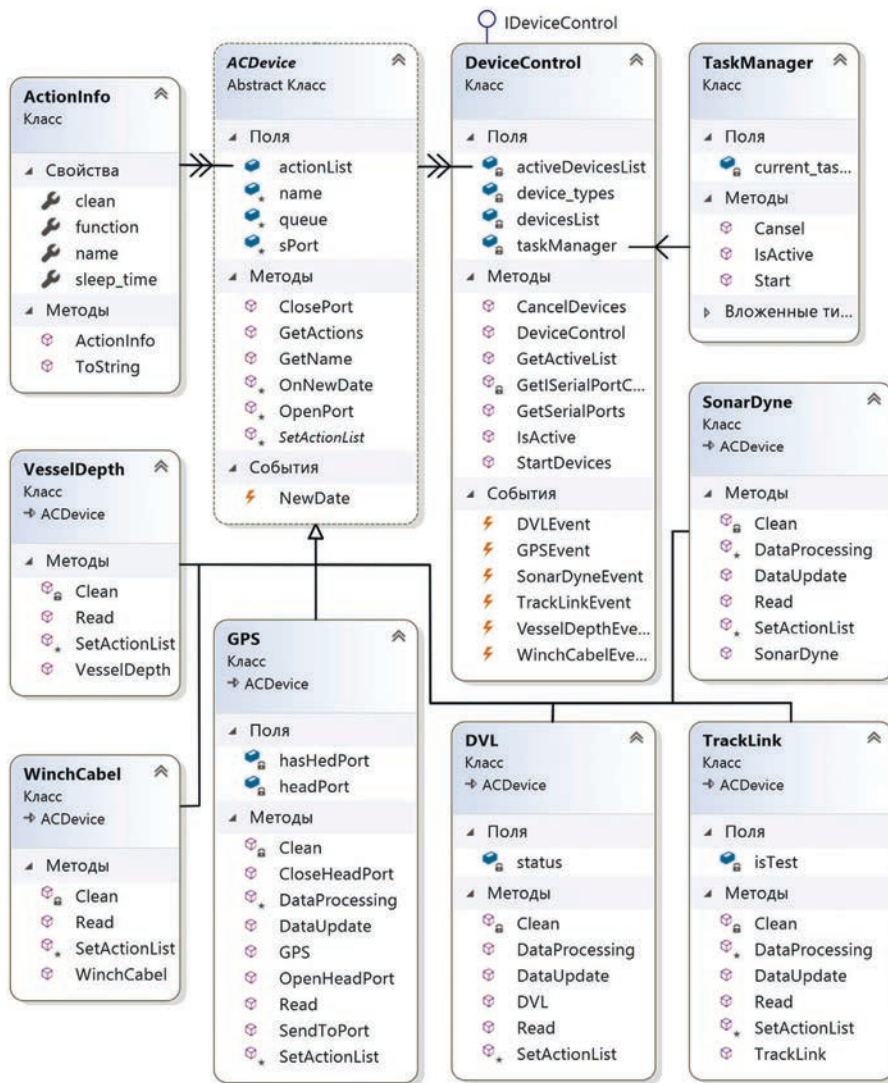 IDeviceControl
ActionInfo
Класс
Свойства
clean
function
name
sleep_time
Методы
ActionInfo
ToString
ACDevice
Abstract Класс
Поля
actionList
name
queue
sPort
Методы
ClosePort
GetActions
GetName
OnNewDate
OpenPort
SetActionList
События
NewDate
DeviceControl
Класс
Поля
activeDevicesList
device_types
devicesList
taskManager
Методы
CancelDevices
DeviceControl
GetActiveList
GetISerialPortC...
GetSerialPorts
IsActive
StartDevices
События
DVLEvent
GPSEvent
SonarDyneEvent
TrackLinkEvent
VesselDepthEve...
WinchCabelEve...
TaskManager
Класс
Поля
current_tas...
Методы
Cansel
IsActive
Start
Вложенные ти...
SonarDyne
Класс
ACDevice
Методы
Clean
DataProcessing
DataUpdate
Read
SetActionList
SonarDyne
VesselDepth
Класс
ACDevice
Методы
Clean
Read
SetActionList
VesselDepth
WinchCabel
Класс
ACDevice
Методы
Clean
Read
SetActionList
WinchCabel
GPS
Класс
ACDevice
Поля
hasHedPort
headPort
Методы
Clean
CloseHeadPort
DataProcessing
DataUpdate
GPS
OpenHeadPort
Read
SendToPort
SetActionList
DVL
Класс
ACDevice
Поля
status
Методы
Clean
DataProcessing
DataUpdate
DVL
Read
SetActionList
TrackLink
Класс
ACDevice
Поля
isTest
Методы
Clean
DataProcessing
DataUpdate
Read
SetActionList
TrackLink